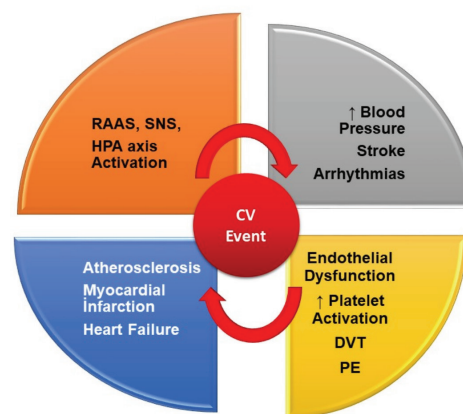 RAAS, SNS,
HPA axis
Activation
↑ Blood
Pressure
Stroke
Arrhythmias
CV
Event
Atherosclerosis
Myocardial
İnfarction
Heart Failure
Endothelial
Dysfunction
↑ Platelet
Activation
DVT
PE